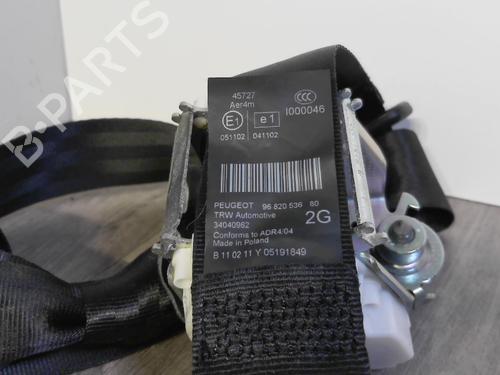 B-PARTS
45727
Aer4m
CCC
I000046
E1
e1
051102
041102
PEUGEOT 96 820 536 80
TRW Automotive
34040962
2G
Conforms to ADR4/04
Made in Poland
B 11 02 11 Y 05191849